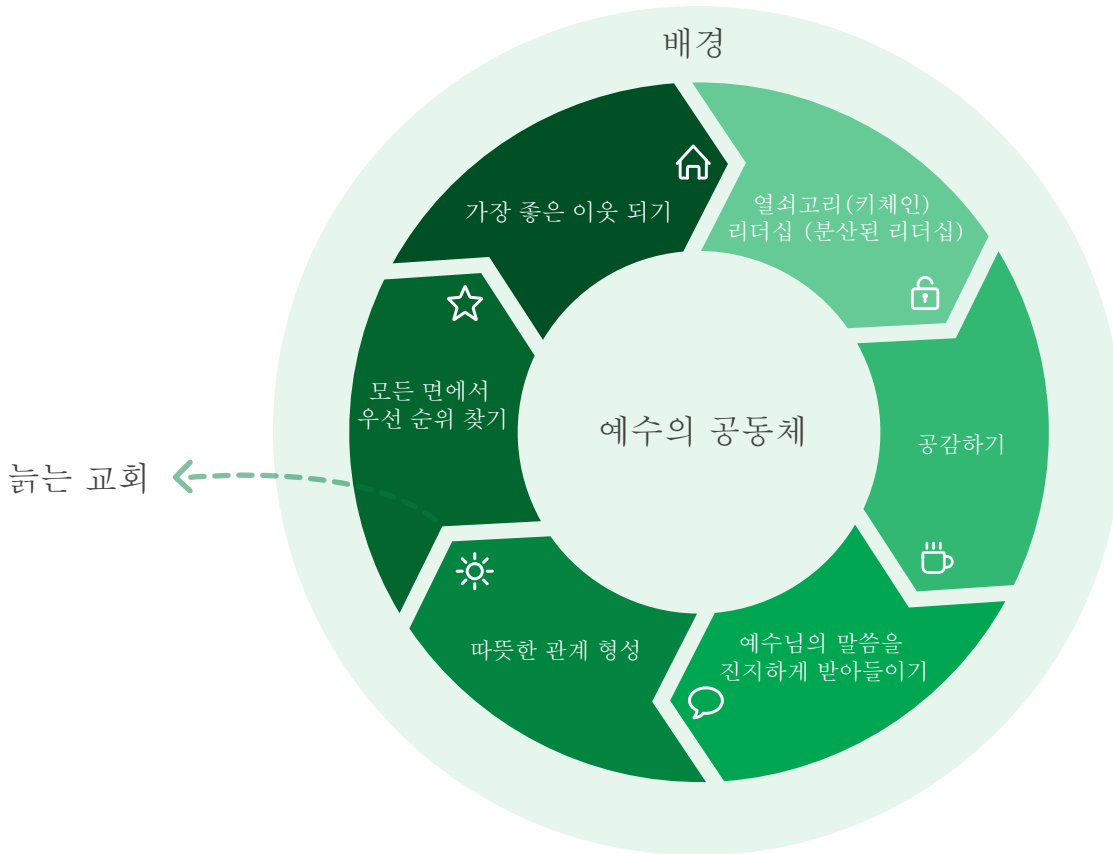 배경
열쇠고리(키체인)
리더십 (분산된 리더십)
공감하기
예수님의 말씀을
진지하게 받아들이기
따뜻한 관계 형성
모든 면에서
우선 순위 찾기
가장 좋은 이웃 되기
예수의 공동체
늙는 교회